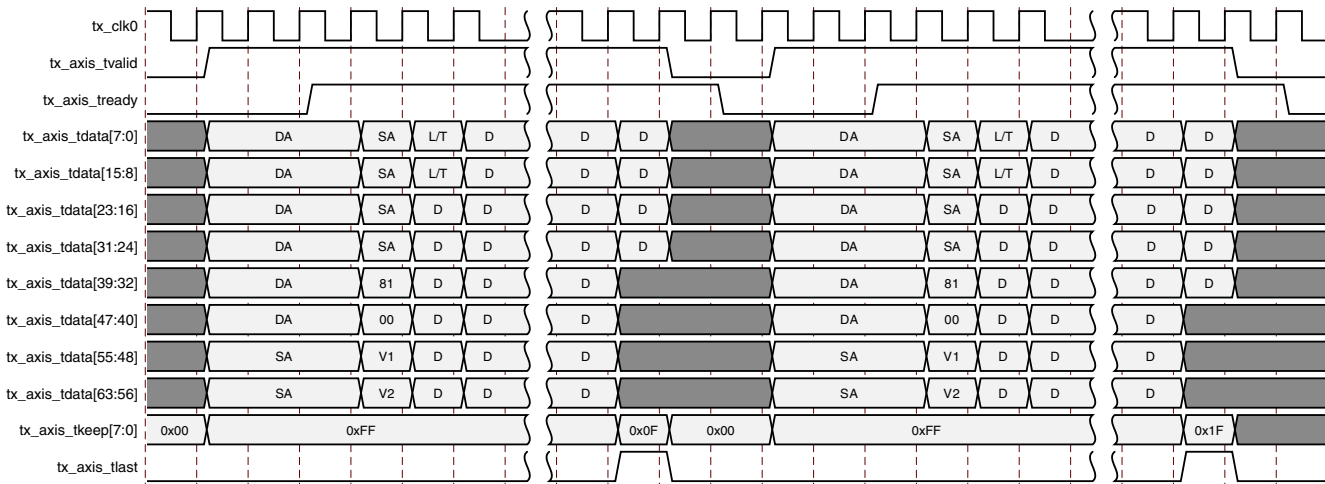 tx_clk0
tx_axis_tvalid
tx_axis_tready
tx_axis_tdata[7:0] DA SA L/T D D D DA SA L/T D D D
tx_axis_tdata[15:8] DA SA L/T D D D DA SA L/T D D D
tx_axis_tdata[23:16] DA SA D D D D DA SA D D D D
tx_axis_tdata[31:24] DA SA D D D D DA SA D D D D
tx_axis_tdata[39:32] DA 81 D D D DA 81 D D D D
tx_axis_tdata[47:40] DA 00 D D D DA 00 D D D
tx_axis_tdata[55:48] SA V1 D D D SA V1 D D D
tx_axis_tdata[63:56] SA V2 D D D SA V2 D D D
tx_axis_tkeep[7:0] 0x00 0xFF 0x0F 0x00 0xFF 0x1F
tx_axis_tlast